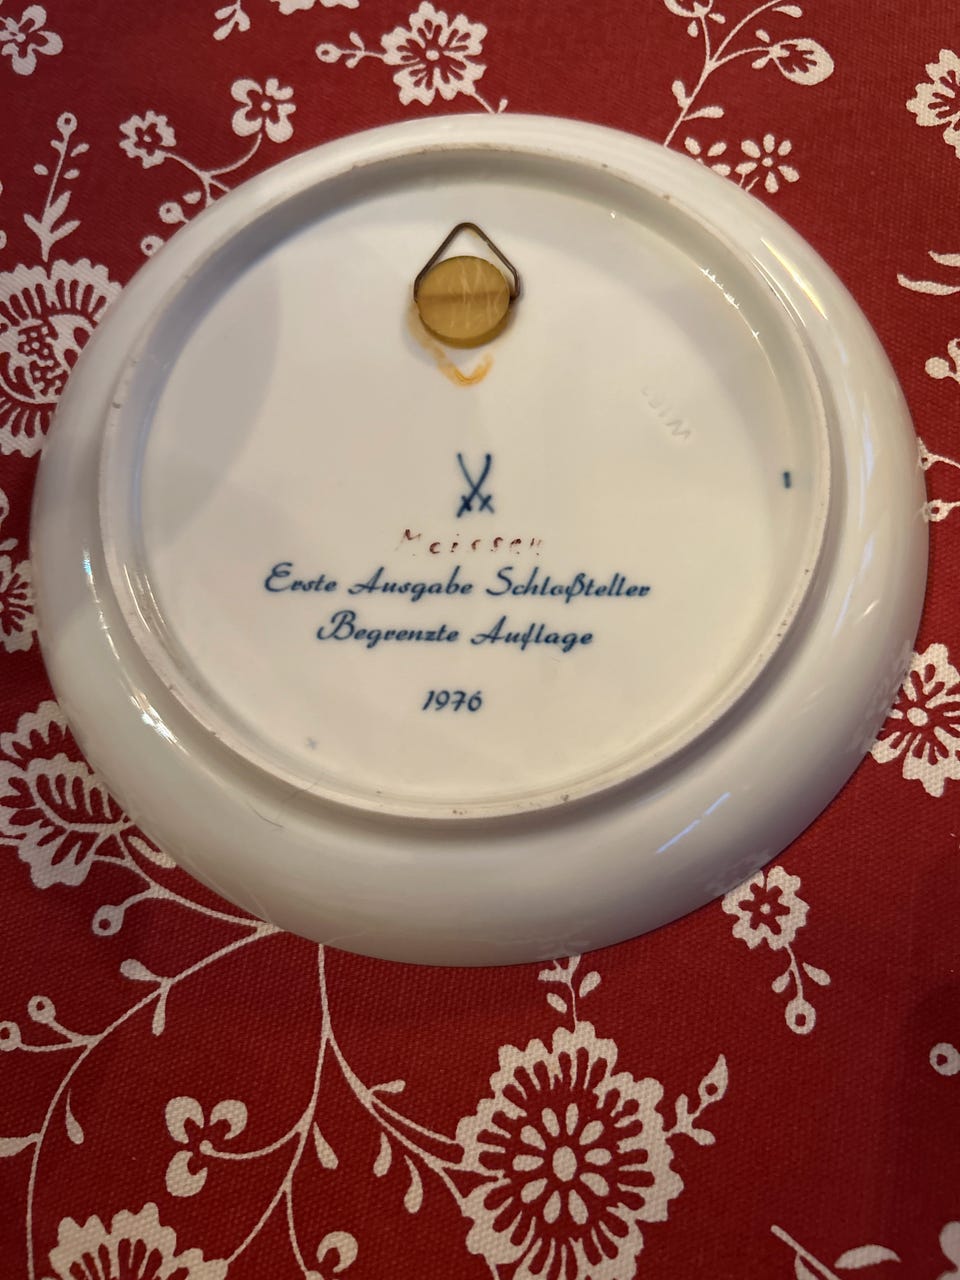 Meissen
Erste Ausgabe Schloßteller
Begrenzte Auflage
1976